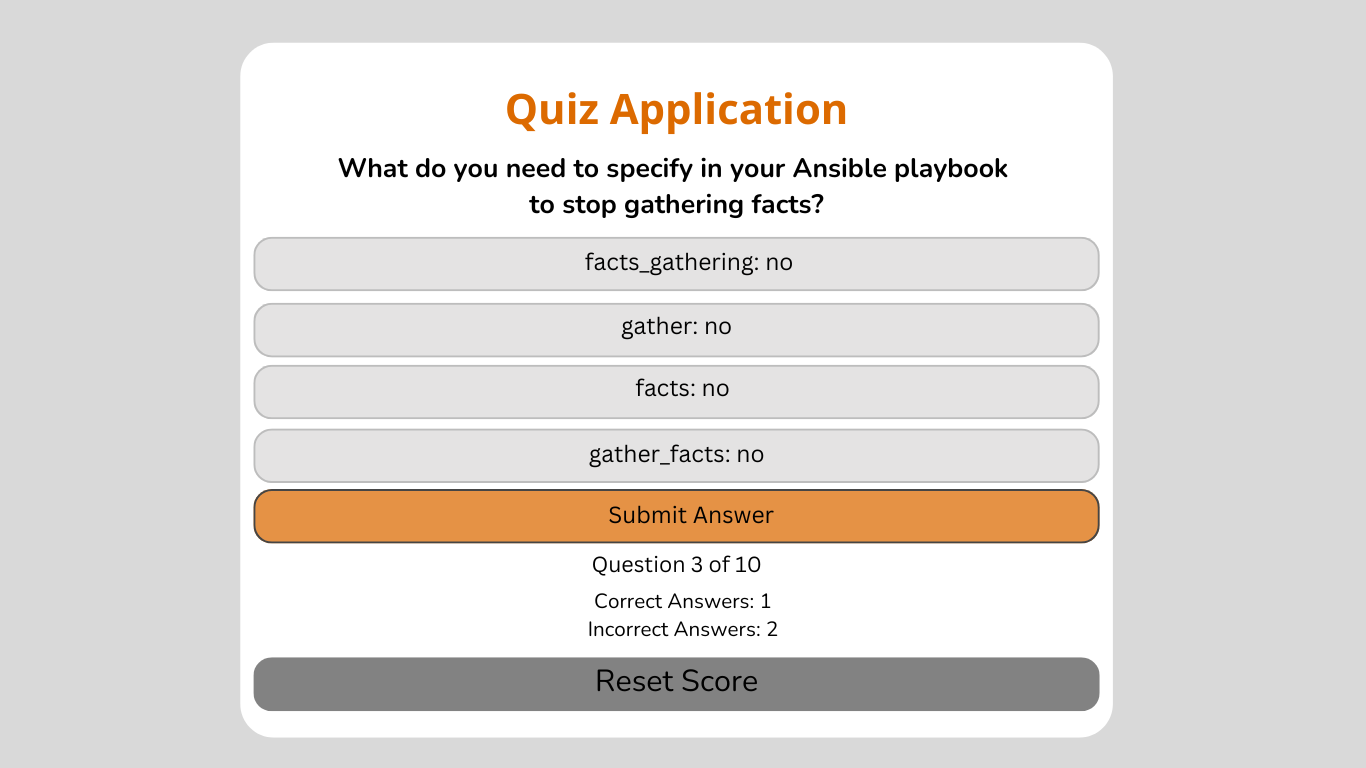 Quiz Application
What do you need to specify in your Ansible playbook
to stop gathering facts?
facts_gathering: no
gather: no
facts: no
gather_facts: no
Submit Answer
Question 3 of 10
Correct Answers: 1
Incorrect Answers: 2
Reset Score